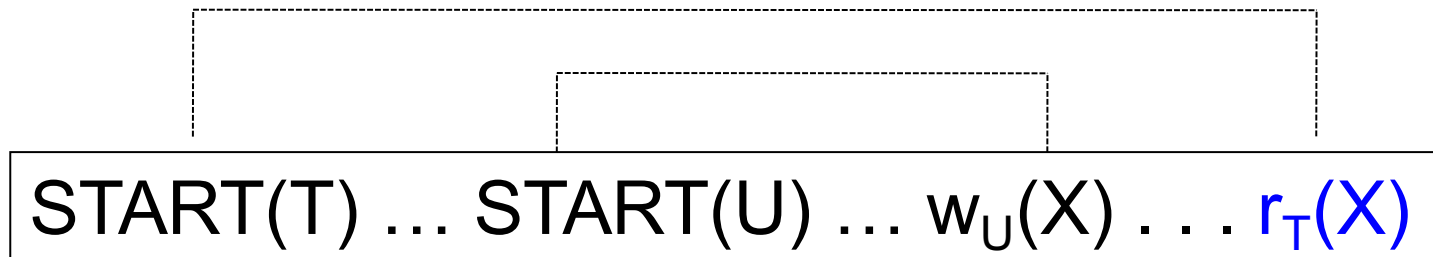 START(T) … START(U) … w_U(X) . . . r_T(X)